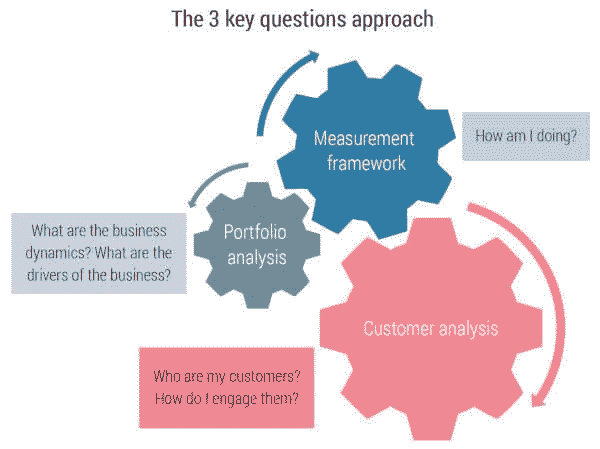 The 3 key questions approach
Measurement
framework
How am I doing?
Portfolio
analysis
What are the business
dynamics? What are the
drivers of the business?
Customer analysis
Who are my customers?
How do I engage them?